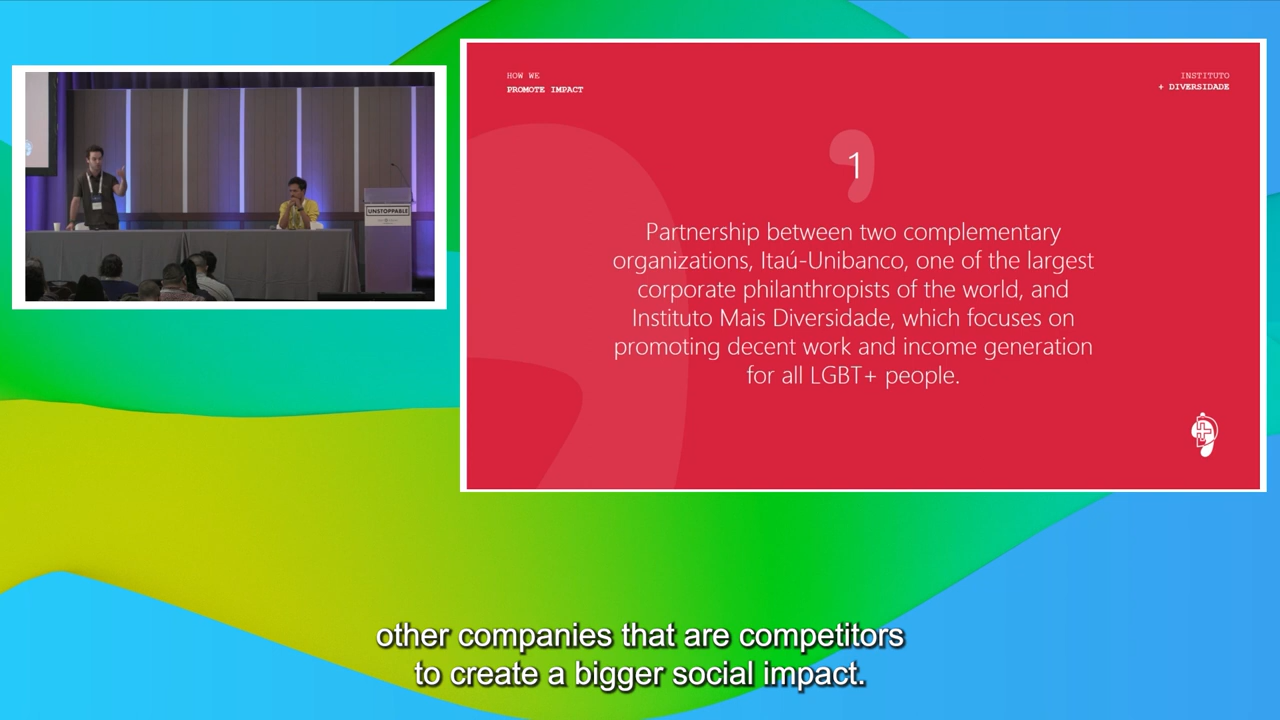 UNSTOPPABLE
HOW WE
PROMOTE IMPACT
INSTITUTO
+ DIVERSIDADE
1
Partnership between two complementary
organizations, Itaú-Unibanco, one of the largest
corporate philanthropists of the world, and
Instituto Mais Diversidade, which focuses on
promoting decent work and income generation
for all LGBT+ people.
other companies that are competitors
to create a bigger social impact.